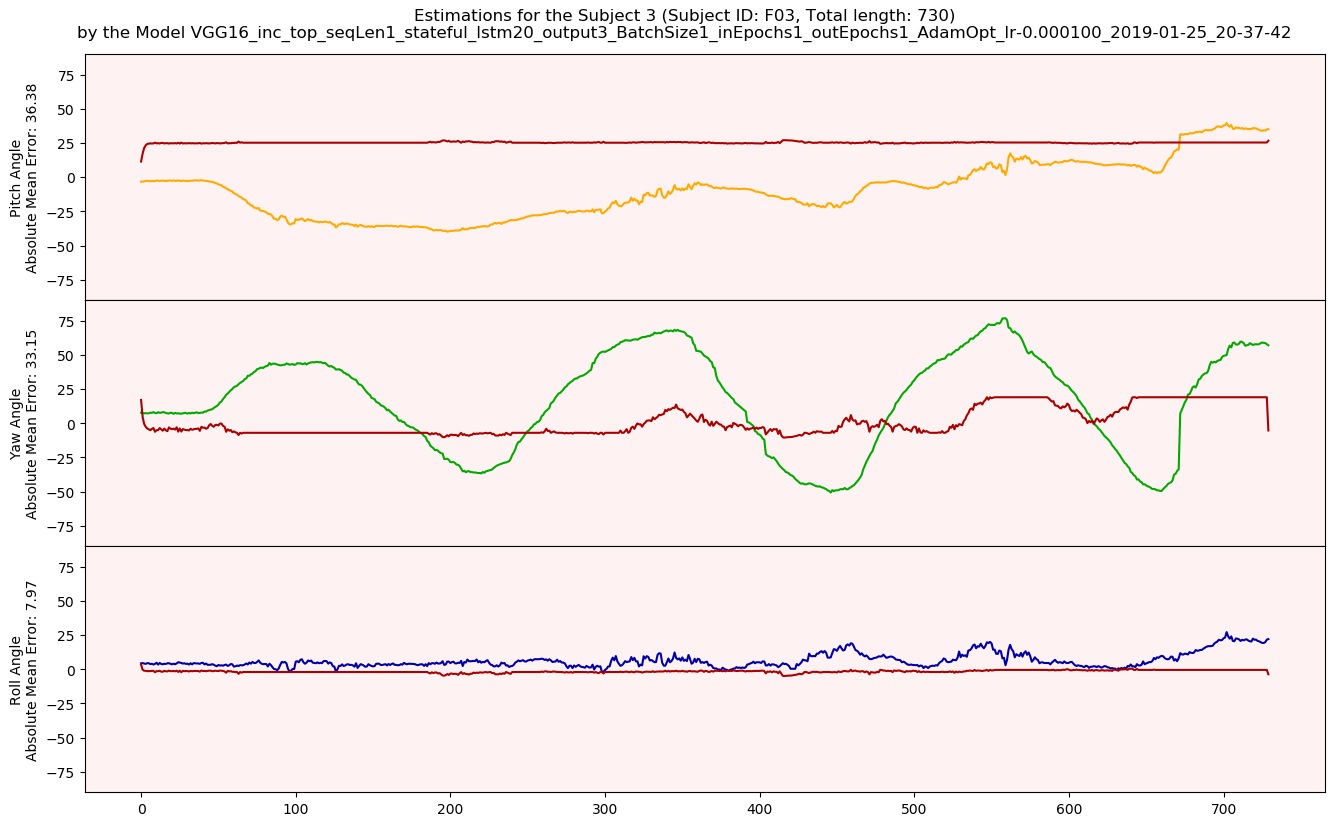 Estimations for the Subject 3 (Subject ID: F03, Total length: 730)
by the Model VGG16_inc_top_seqLen1_stateful_lstm20_output3_BatchSize1_inEpochs1_outEpochs1_AdamOpt_lr-0.000100_2019-01-25_20-37-42
Pitch Angle
Absolute Mean Error: 36.38
75
50
25
0
−25
−50
−75
Yaw Angle
Absolute Mean Error: 33.15
75
50
25
0
−25
−50
−75
Roll Angle
Absolute Mean Error: 7.97
75
50
25
0
−25
−50
−75
0 100 200 300 400 500 600 700